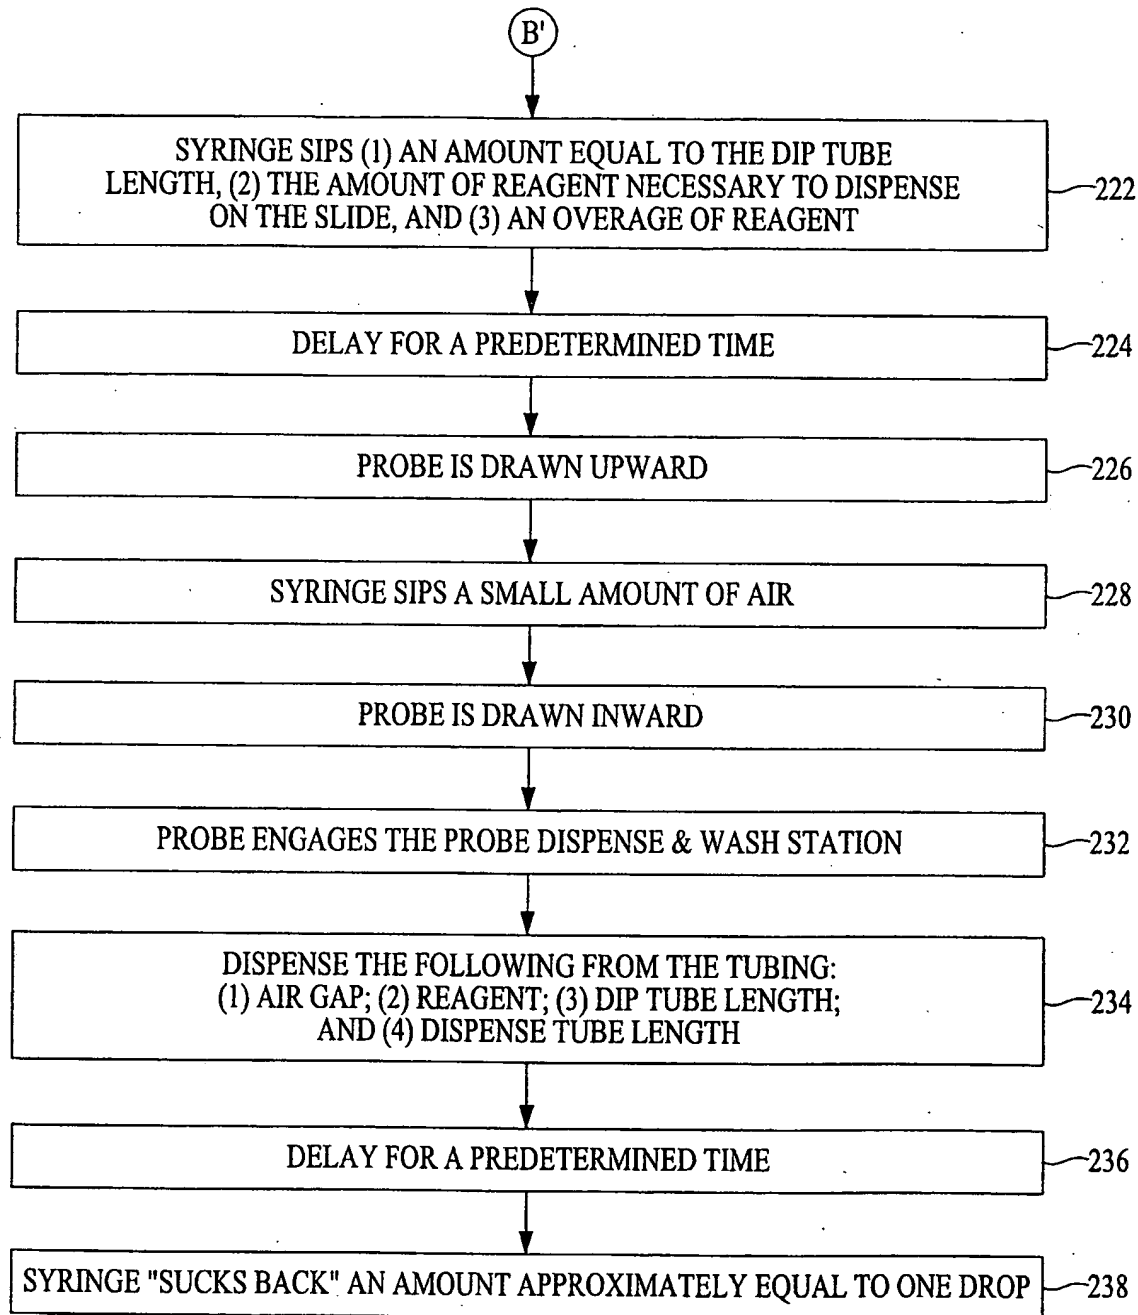 B'
SYRINGE SIPS (1) AN AMOUNT EQUAL TO THE DIP TUBE
LENGTH, (2) THE AMOUNT OF REAGENT NECESSARY TO DISPENSE
ON THE SLIDE, AND (3) AN OVERAGE OF REAGENT
222
DELAY FOR A PREDETERMINED TIME
224
PROBE IS DRAWN UPWARD
226
SYRINGE SIPS A SMALL AMOUNT OF AIR
228
PROBE IS DRAWN INWARD
230
PROBE ENGAGES THE PROBE DISPENSE & WASH STATION
232
DISPENSE THE FOLLOWING FROM THE TUBING:
(1) AIR GAP; (2) REAGENT; (3) DIP TUBE LENGTH;
AND (4) DISPENSE TUBE LENGTH
234
DELAY FOR A PREDETERMINED TIME
236
SYRINGE "SUCKS BACK" AN AMOUNT APPROXIMATELY EQUAL TO ONE DROP
238